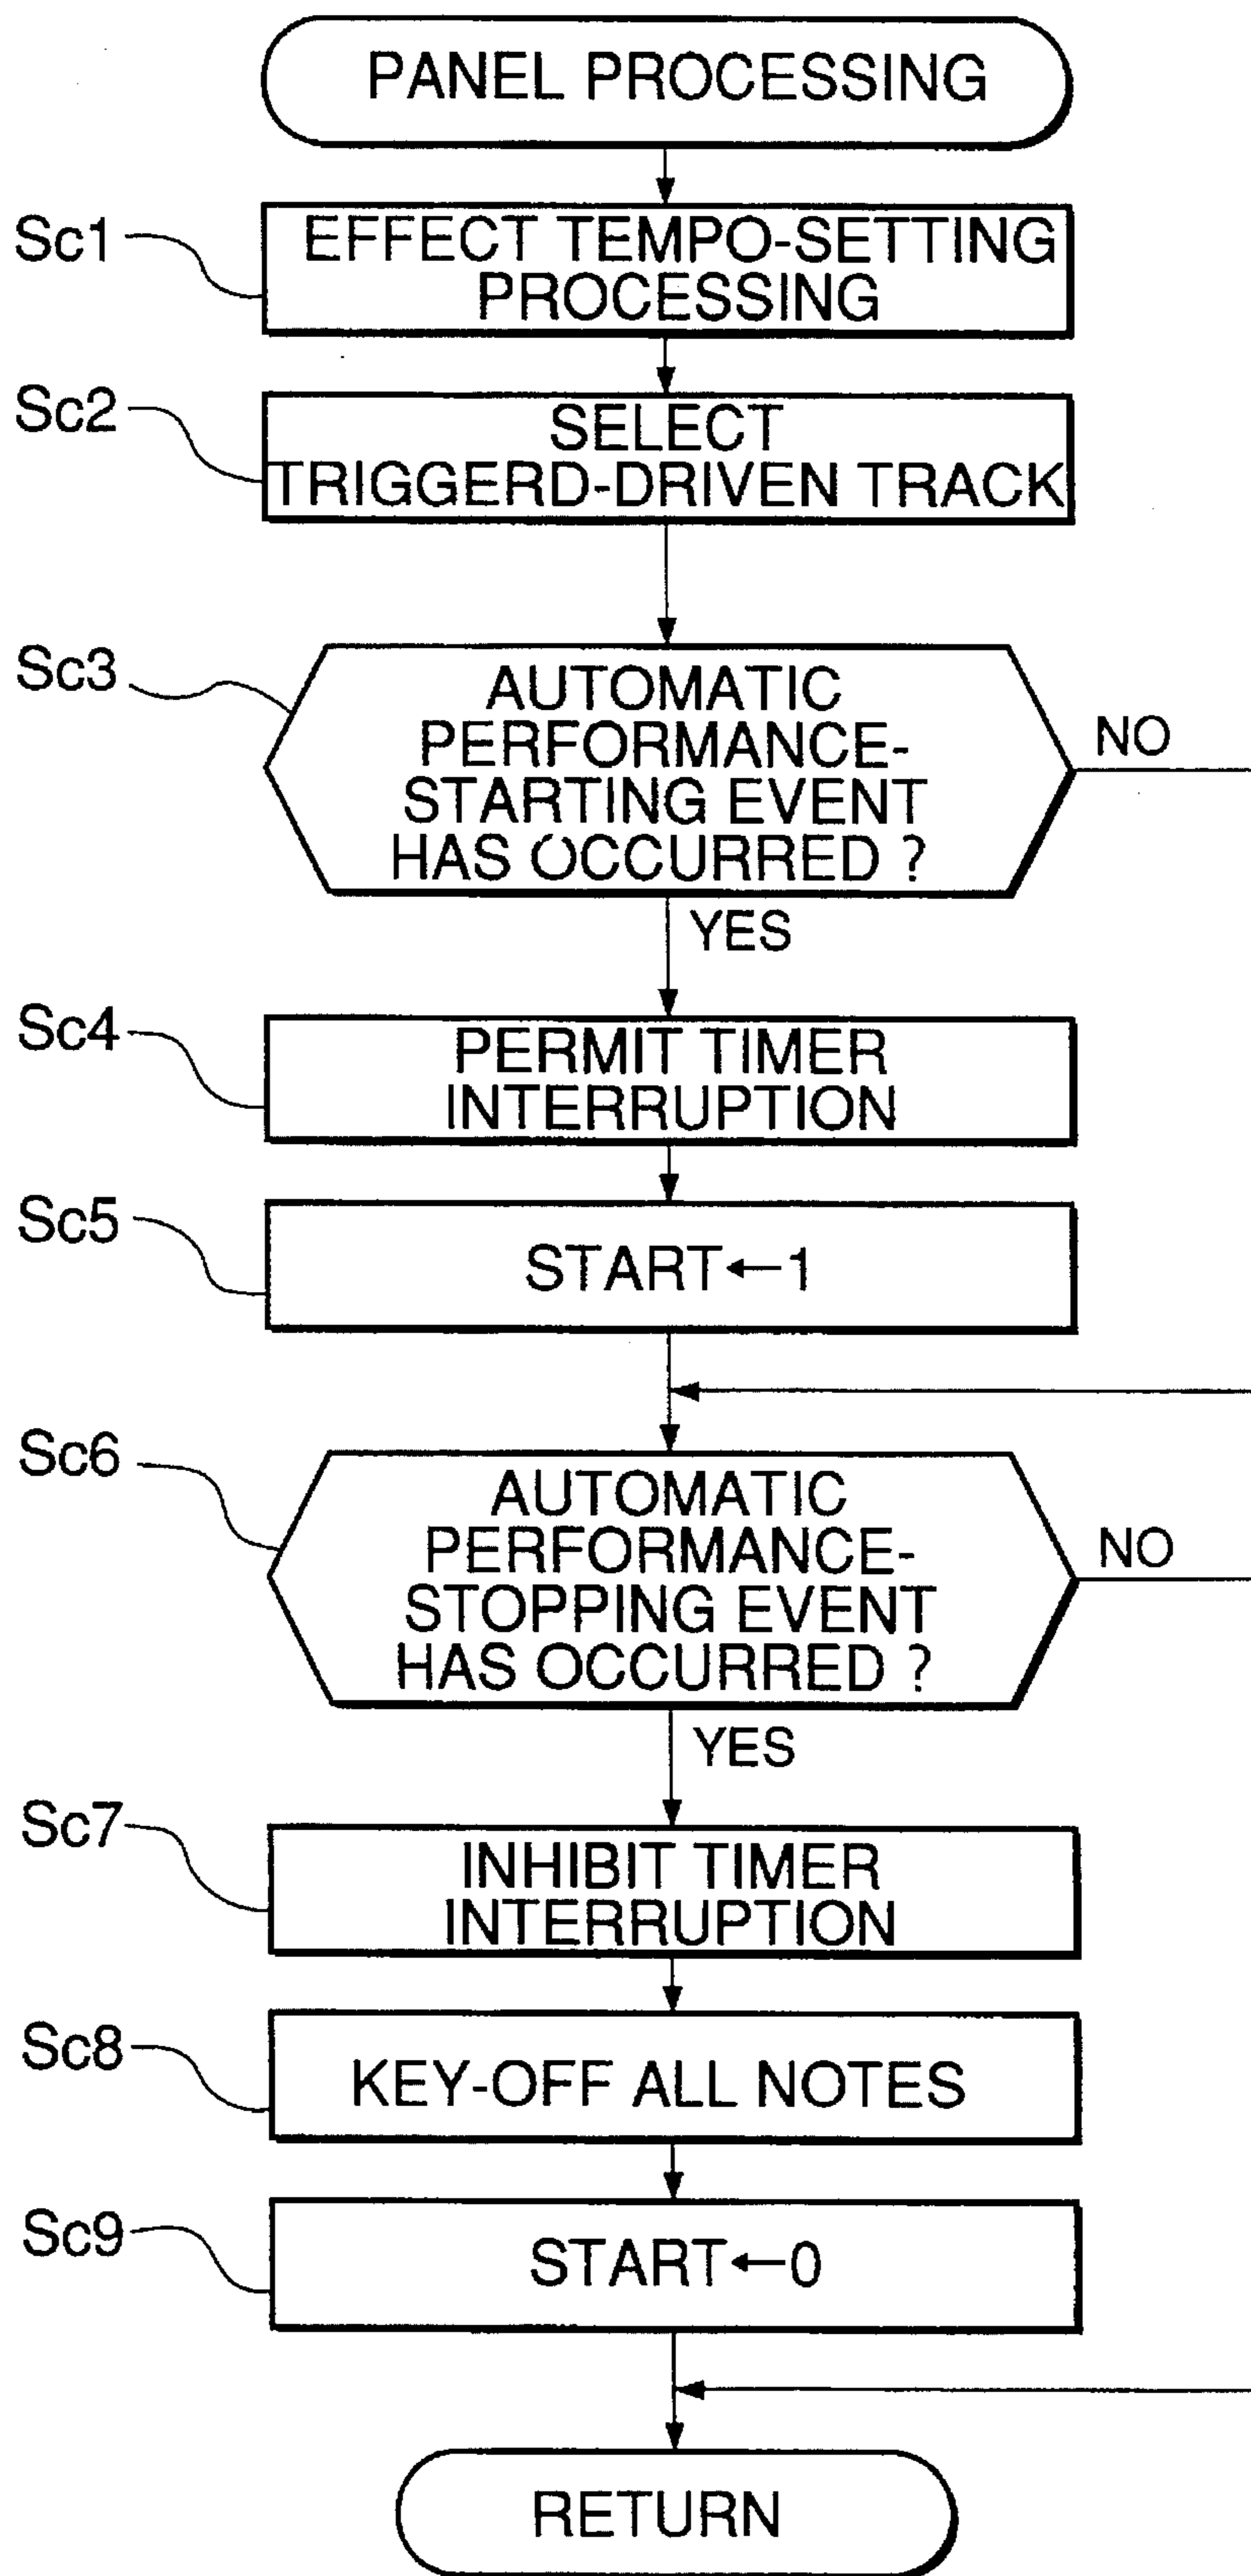 PANEL PROCESSING
Sc1
EFFECT TEMPO-SETTING
PROCESSING
Sc2
SELECT
TRIGGERD-DRIVEN TRACK
Sc3
AUTOMATIC
PERFORMANCE-
STARTING EVENT
HAS OCCURRED ?
NO
YES
Sc4
PERMIT TIMER
INTERRUPTION
Sc5
START←1
Sc6
AUTOMATIC
PERFORMANCE-
STOPPING EVENT
HAS OCCURRED ?
NO
YES
Sc7
INHIBIT TIMER
INTERRUPTION
Sc8
KEY-OFF ALL NOTES
Sc9
START←0
RETURN